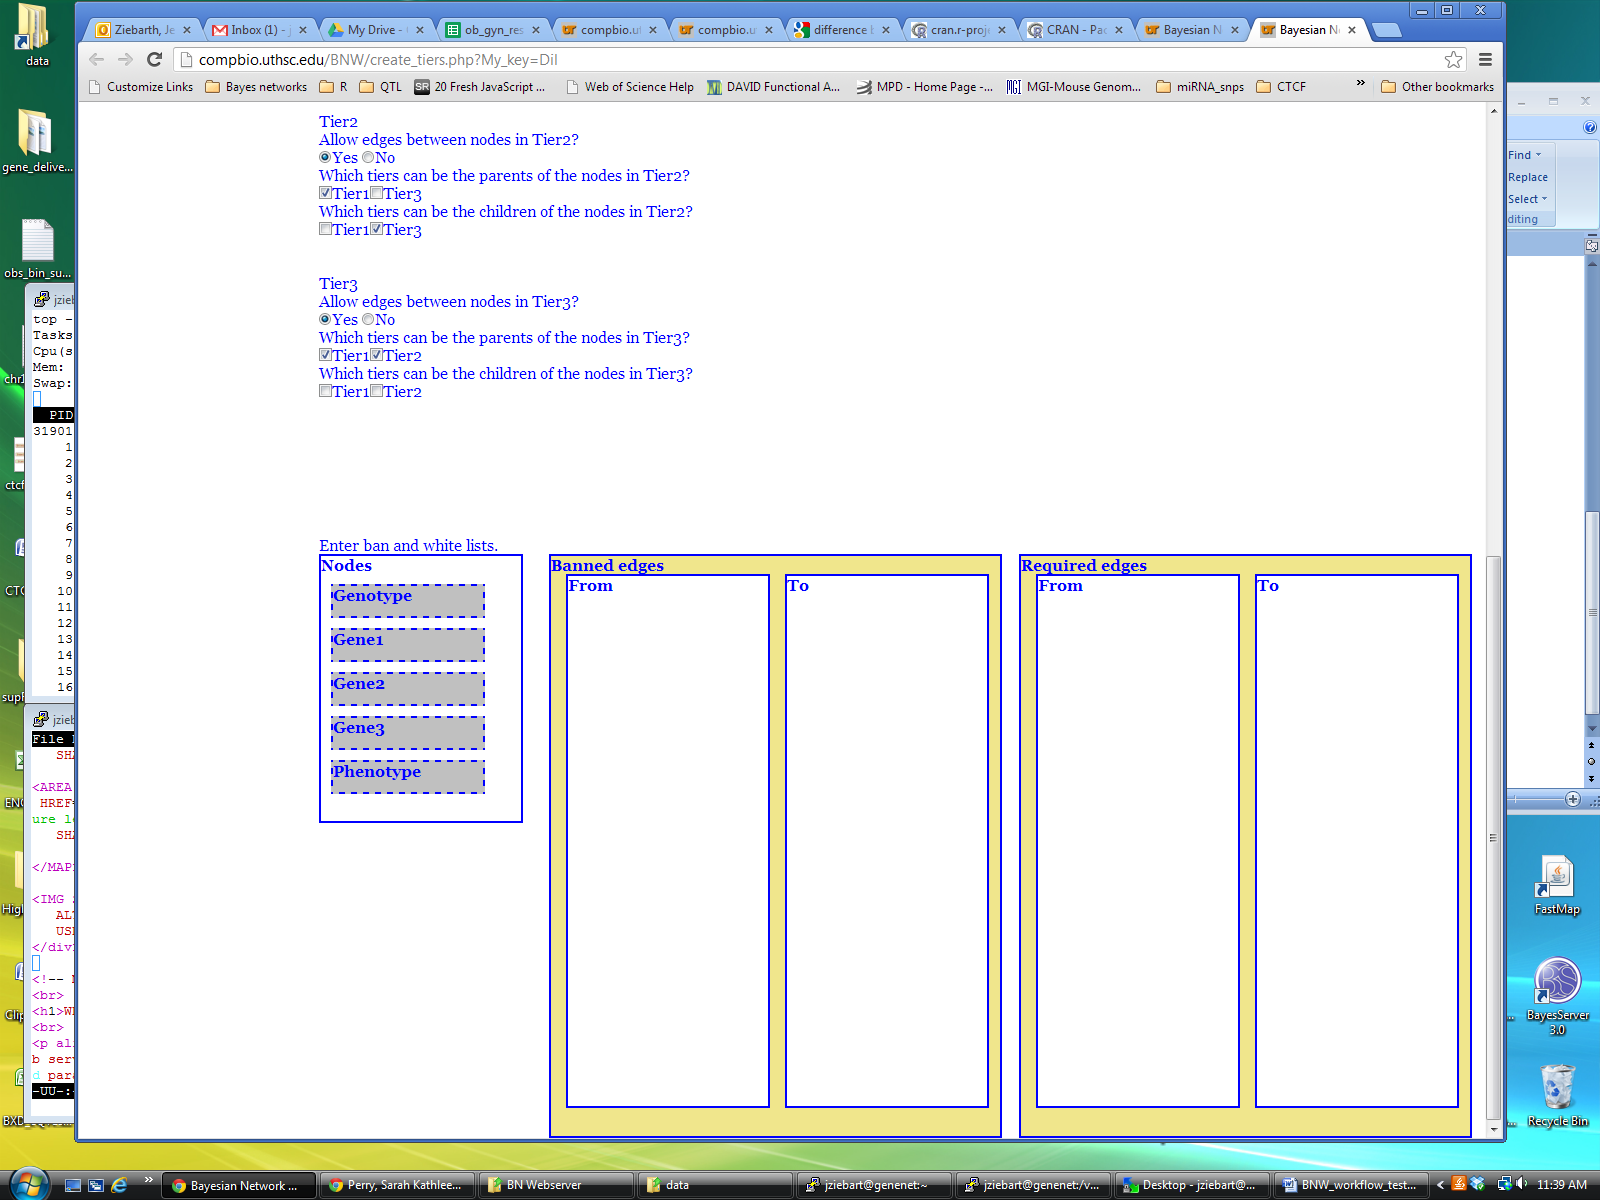 data
gene_delive...
obs_bin_su...
Ziebarth, Je
Inbox (1) -
My Drive -
ob_gyn_res
compbio.ut
compbio.u
difference b
cran.r-proje
CRAN - Pac
Bayesian N
Bayesian N
compbio.uthsc.edu/BNW/create_tiers.php?My_key=Dil
Customize Links
Bayes networks
R
QTL
SR
20 Fresh JavaScript ...
Web of Science Help
DAVID Functional A...
MPD - Home Page -...
MGI-Mouse Genom...
miRNA_snps
CTCF
»
Other bookmarks
Tier2
Allow edges between nodes in Tier2?
Yes No
Which tiers can be the parents of the nodes in Tier2?
Tier1 Tier3
Which tiers can be the children of the nodes in Tier2?
Tier1 Tier3
Tier3
Allow edges between nodes in Tier3?
Yes No
Which tiers can be the parents of the nodes in Tier3?
Tier1 Tier2
Which tiers can be the children of the nodes in Tier3?
Tier1 Tier2
Enter ban and white lists.
Nodes
Genotype
Gene1
Gene2
Gene3
Phenotype
Banned edges
From
To
Required edges
From
To
Find
Replace
Select
diting
jzieb
top -
Tasks
Cpu(s
Mem:
Swap:
PID
31901
1
2
3
4
5
6
7
8
9
10
11
12
13
14
15
16
jzieb
File
SH
<AREA
HREF=
ure l
SH
</MAP
<IMG
AL
US
</div
<!--
<br>
<h1>W
<br>
<p al
b serv
d para
-UU-:
FastMap
BayesServer
3.0
Recycle Bin
Bayesian Network ...
Perry, Sarah Kathlee...
BN Webserver
data
jziebart@genenet:~
jziebart@genenet:/v...
Desktop - jziebart@...
BNW_workflow_test...
11:39 AM